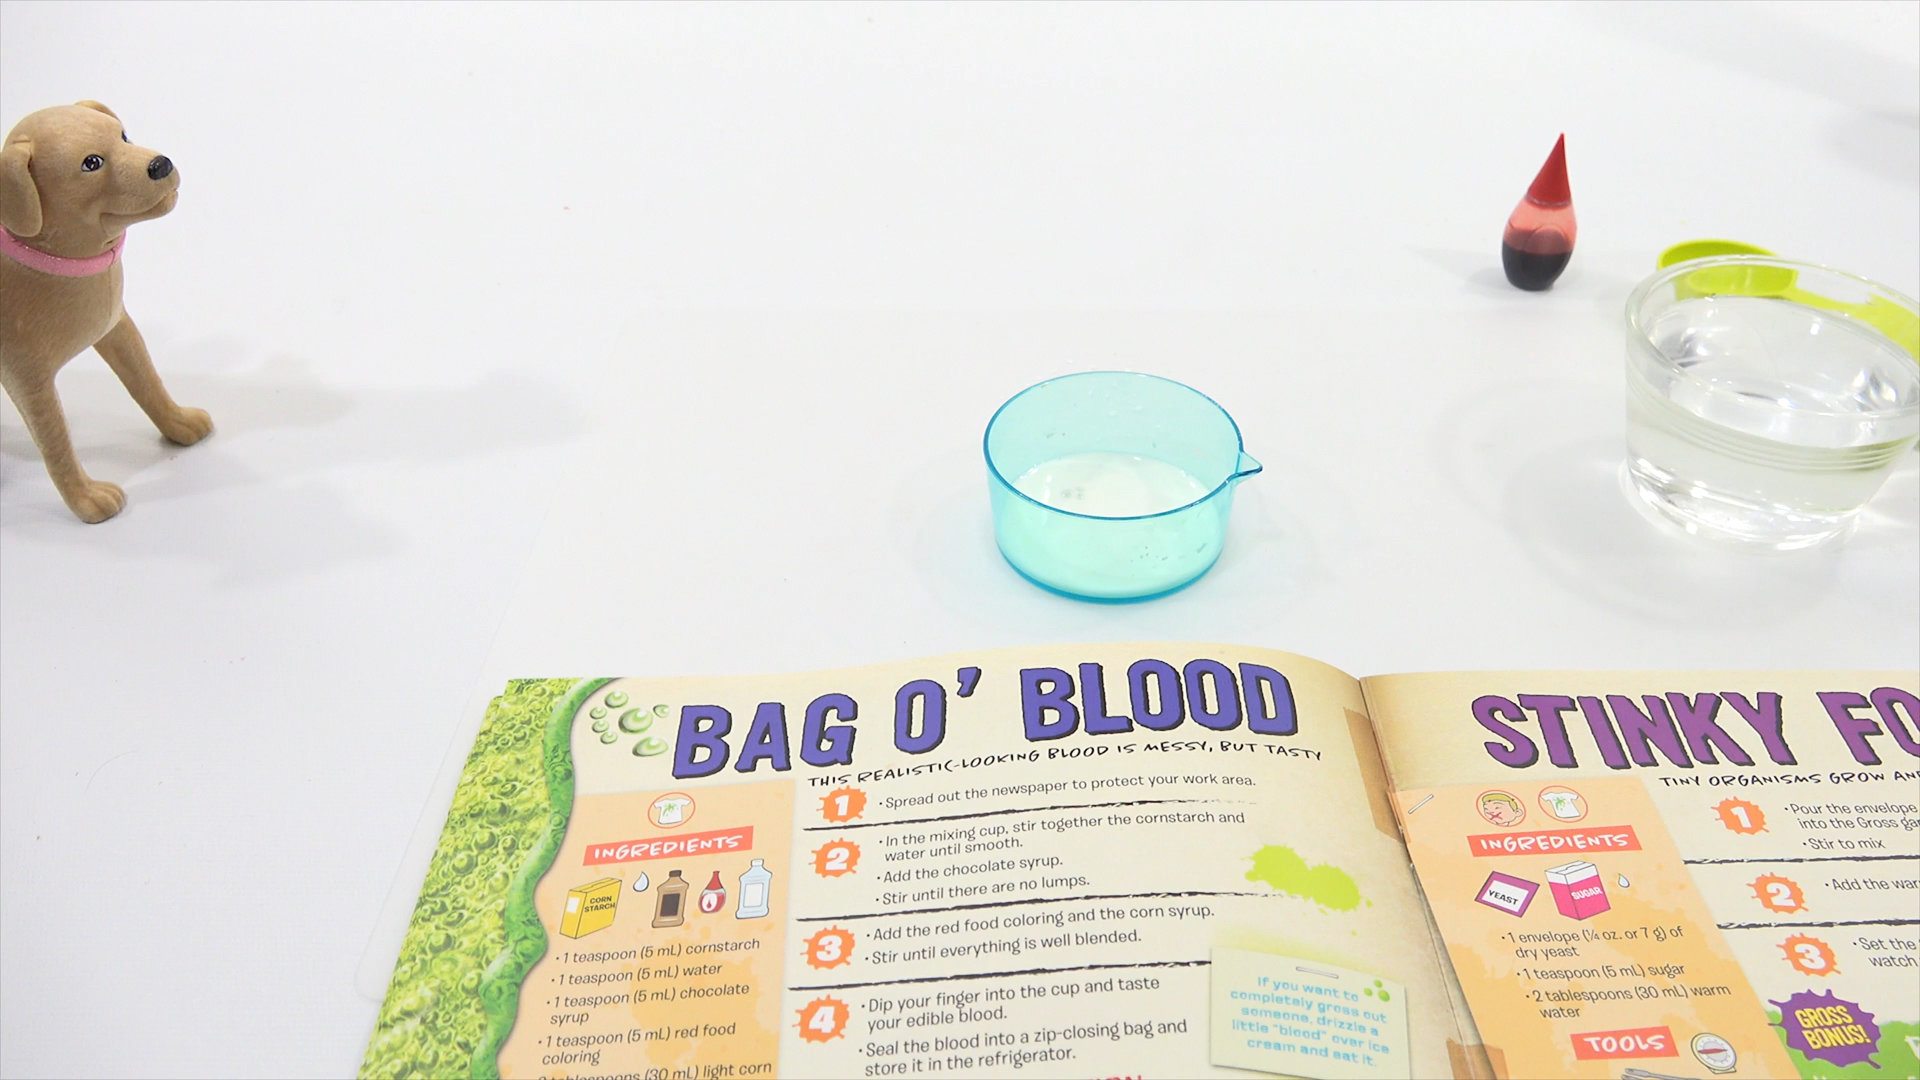 BAG O' BLOOD
THIS REALISTIC-LOOKING BLOOD IS MESSY, BUT TASTY
INGREDIENTS
CORN
STARCH
• 1 teaspoon (5 mL) cornstarch
• 1 teaspoon (5 mL) water
• 1 teaspoon (5 mL) chocolate
syrup
• 1 teaspoon (5 mL) red food
coloring
tablespoons (30 mL) light corn
1
• Spread out the newspaper to protect your work area.
2
• In the mixing cup, stir together the cornstarch and
water until smooth.
• Add the chocolate syrup.
• Stir until there are no lumps.
3
• Add the red food coloring and the corn syrup.
• Stir until everything is well blended.
4
• Dip your finger into the cup and taste
your edible blood.
• Seal the blood into a zip-closing bag and
store it in the refrigerator.
If you want to
completely gross out
someone, drizzle a
little "blood" over ice
cream and eat it.
STINKY FO
TINY ORGANISMS GROW AN
INGREDIENTS
YEAST
SUGAR
• 1 envelope (¼ oz. or 7 g) of
dry yeast
• 1 teaspoon (5 mL) sugar
• 2 tablespoons (30 mL) warm
water
TOOLS
1
• Pour the envelope
into the Gross
• Stir to mix
2
• Add the
3
• Set the
watch
GROSS
BONUS!